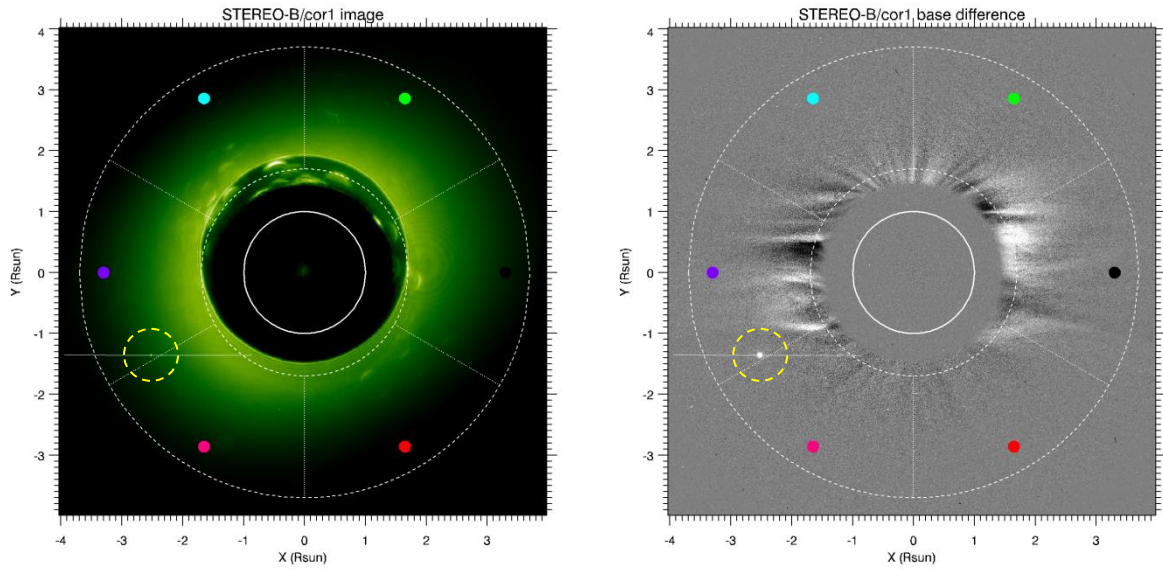 STEREO-B/cor1 image
4
3
2
1
0
-1
-2
-3
Y (Rsun)
-4 -3 -2 -1 0 1 2 3
X (Rsun)
STEREO-B/cor1 base difference
4
3
2
1
0
-1
-2
-3
Y (Rsun)
-4 -3 -2 -1 0 1 2 3
X (Rsun)